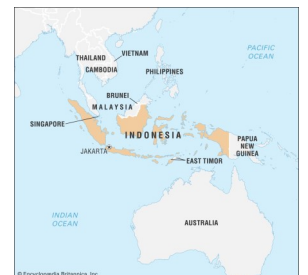 PACIFIC
OCEAN
VIETNAM
THAILAND
CAMBODIA
PHILIPPINES
BRUNEI
MALAYSIA
SINGAPORE
INDONESIA
PAPUA
NEW
GUINEA
JAKARTA
EAST TIMOR
INDIAN
OCEAN
AUSTRALIA
© Encyclopædia Britannica, Inc.